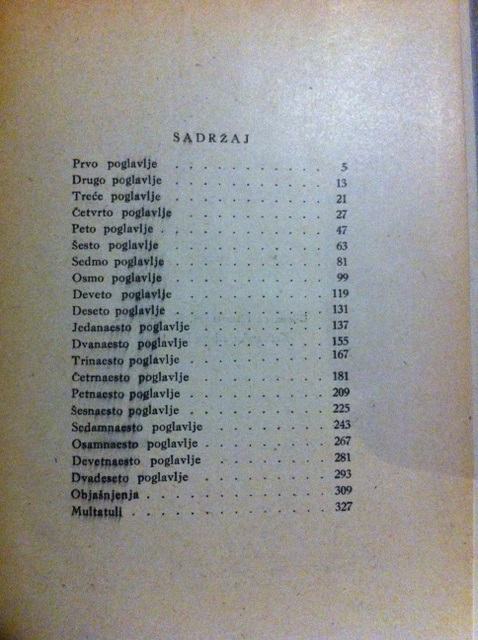 SADRŽAJ
Prvo poglavlje . . . . . . . . . . . 5
Drugo poglavlje . . . . . . . . . . . 13
Treće poglavlje . . . . . . . . . . . 21
Četvrto poglavlje . . . . . . . . . . 27
Peto poglavlje . . . . . . . . . . . . 47
Šesto poglavlje . . . . . . . . . . . 63
Sedmo poglavlje . . . . . . . . . . 81
Osmo poglavlje . . . . . . . . . . . 99
Deveto poglavlje . . . . . . . . . . 119
Deseto poglavlje . . . . . . . . . . 131
Jedanaesto poglavlje . . . . . . . . . 137
Dvanaesto poglavlje . . . . . . . . . 155
Trinaesto poglavlje . . . . . . . . . 167
Četrnaesto poglavlje . . . . . . . . . 181
Petnaesto poglavlje . . . . . . . . . 209
Šesnaesto poglavlje . . . . . . . . . 225
Sedamnaesto poglavlje . . . . . . . . 243
Osamnaesto poglavlje . . . . . . . . 267
Devetnaesto poglavlje . . . . . . . . 281
Dvadeseto poglavlje . . . . . . . . . 293
Objašnjenja . . . . . . . . . . . . 309
Multatuli . . . . . . . . . . . . . 327